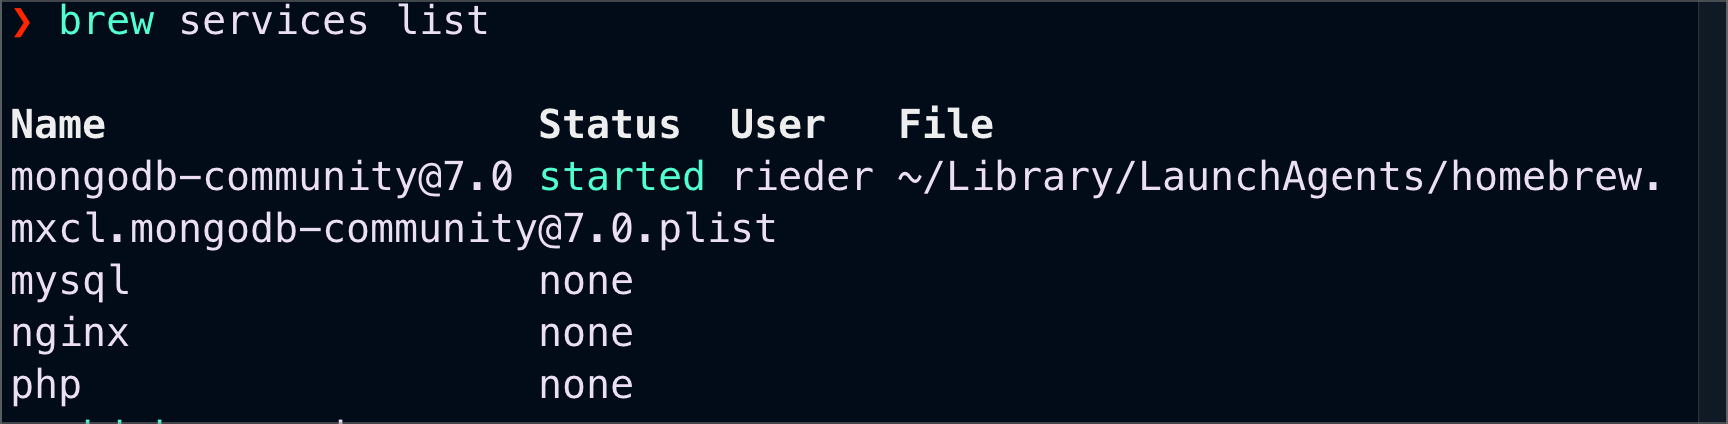 ❯ brew services list
Name Status User File
mongodb-community@7.0 started rieder ~/Library/LaunchAgents/homebrew.
mxcl.mongodb-community@7.0.plist
mysql none
nginx none
php none